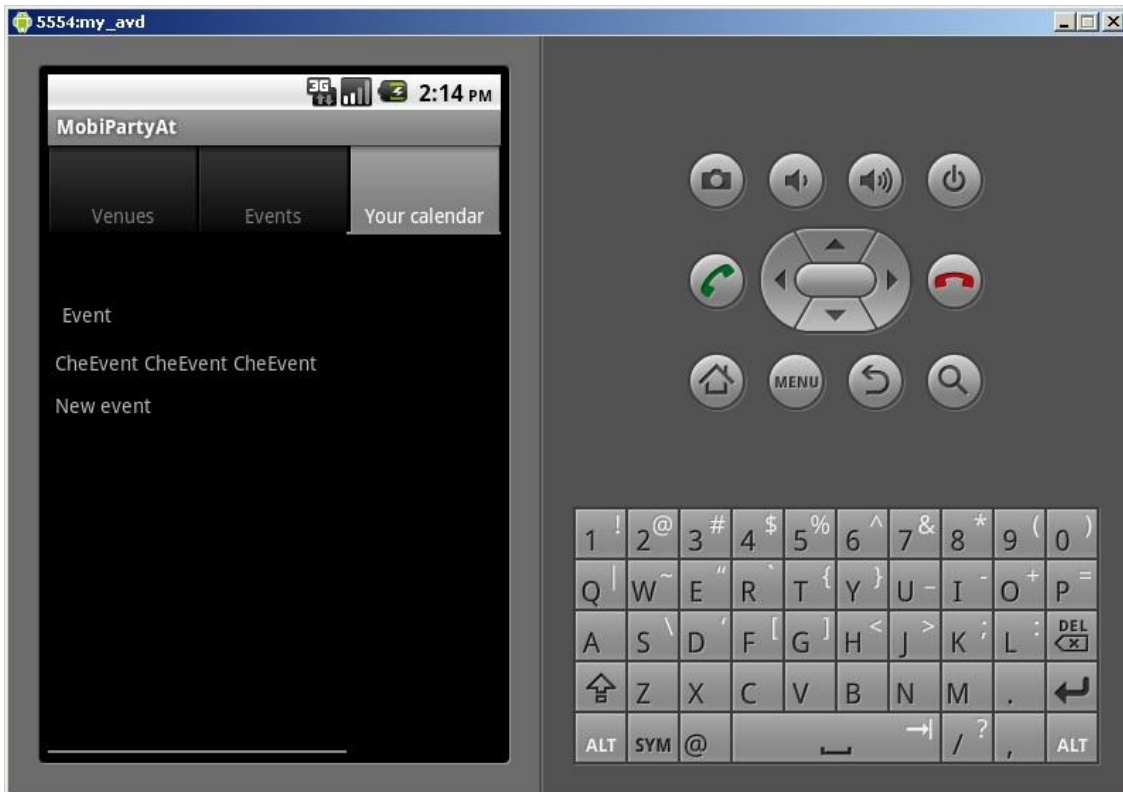 5554:my_avd
3G 2:14 PM
MobiPartyAt
Venues Events Your calendar
Event
CheEvent CheEvent CheEvent
New event
MENU
1 ! 2 @ 3 # 4 $ 5 % 6 ^ 7 & 8 * 9 ( 0 )
Q | W ~ E " R ` T { Y } U _ I - O + P =
A S \ D ' F [ G ] H < J > K ; L : DEL
Z X C V B N M .
ALT SYM @ / ? , ALT